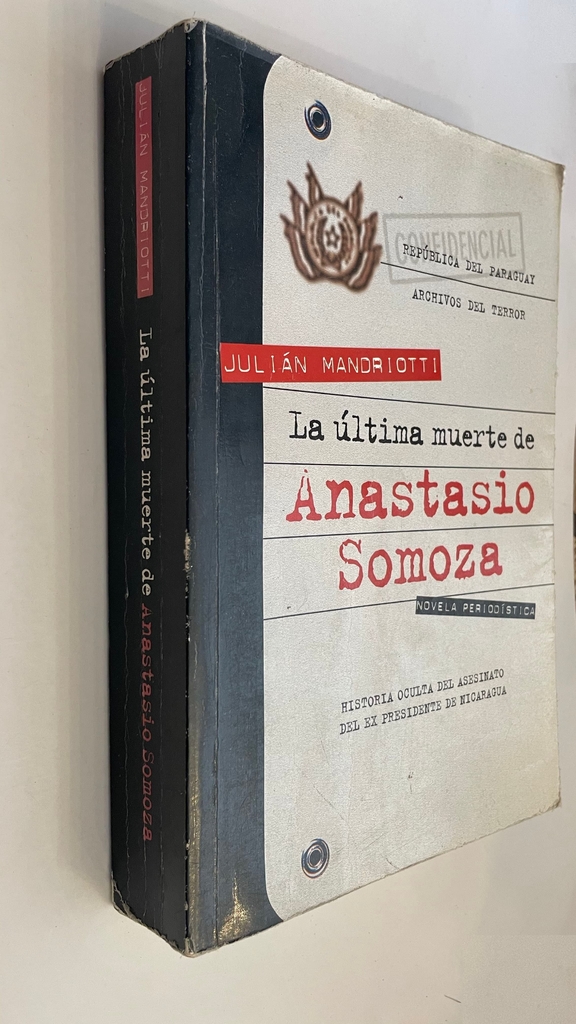 JULIÁN MANDRIOTTI
La última muerte de Anastasio Somoza
CONFIDENCIAL
REPÚBLICA DEL PARAGUAY
ARCHIVOS DEL TERROR
JULIÁN MANDRIOTTI
La última muerte de
Anastasio
Somoza
NOVELA PERIODÍSTICA
HISTORIA OCULTA DEL ASESINATO
DEL EX PRESIDENTE DE NICARAGUA